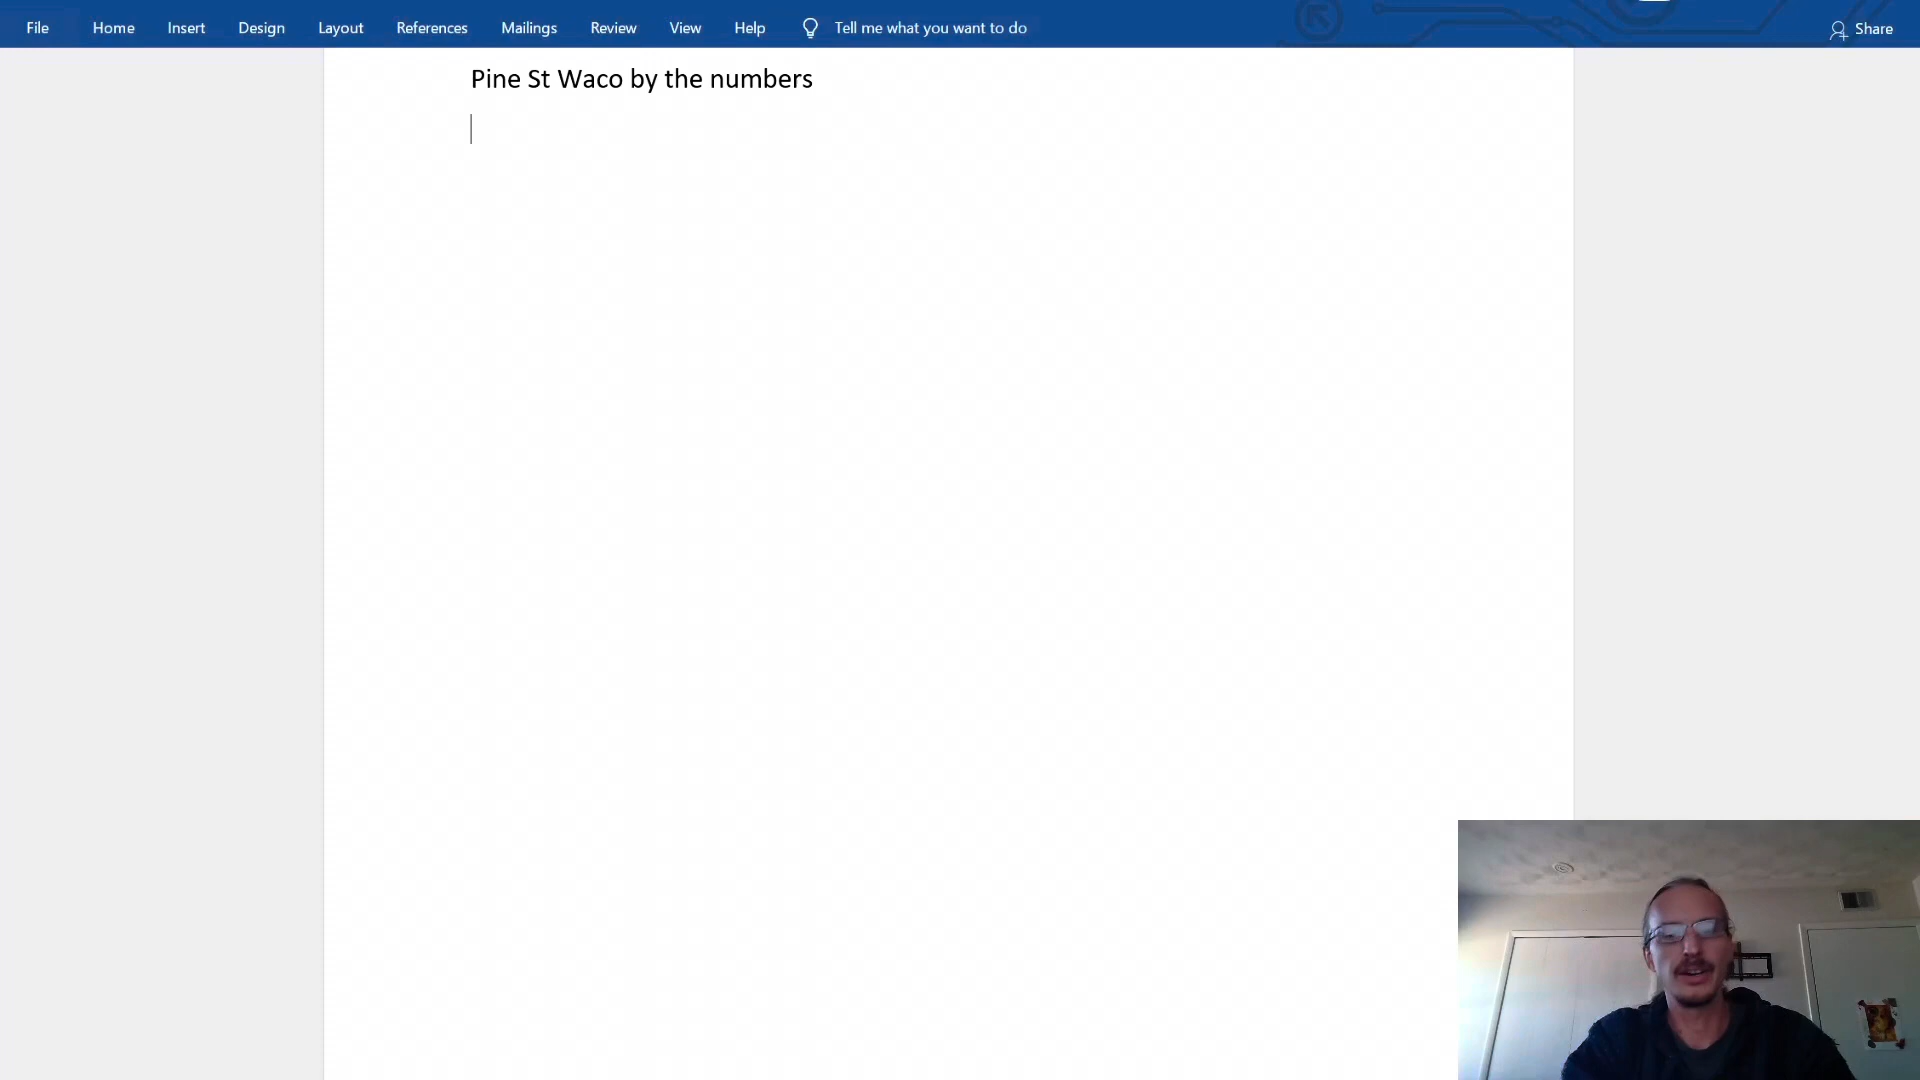 File Home Insert Design Layout References Mailings Review View Help Tell me what you want to do Share
Pine St Waco by the numbers